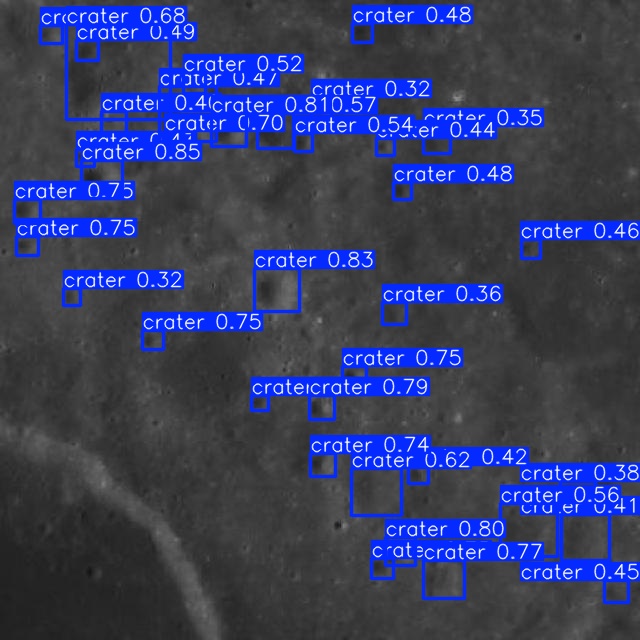 crater 0.68
crater 0.48
crater 0.49
crater 0.52
0.47
crater 0.32
crater 0.81
0.57
crater 0.35
0.70
crater 0.54
0.44
crater 0.85
crater 0.48
crater 0.75
crater 0.75
crater 0.46
crater 0.83
crater 0.32
crater 0.36
crater 0.75
crater 0.75
crater 0.79
crater 0.74
crater 0.62
0.42
crater 0.38
crater 0.56
0.41
crater 0.80
crater 0.77
crater 0.45